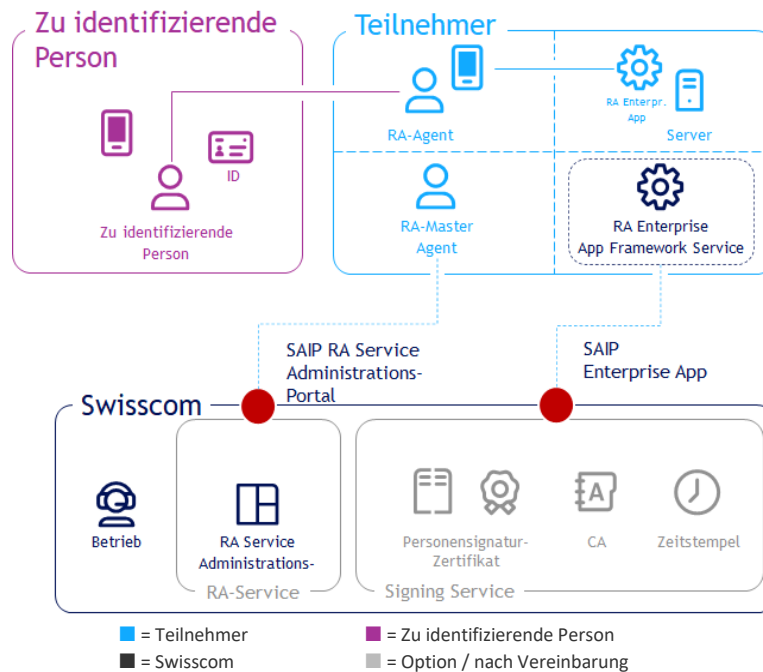 Zu identifizierende
Person
Teilnehmer
RA Enterpr.
App
RA-Agent
Server
ID
Zu identifizierende
Person
RA-Master
Agent
RA Enterprise
App Framework Service
SAIP RA Service
Administrations-
Portal
SAIP
Enterprise App
Swisscom
Betrieb
RA Service
Administrations-
RA-Service
A
Personensignatur-
Zertifikat
CA
Zeitstempel
Signing Service
= Teilnehmer
= Zu identifizierende Person
= Swisscom
= Option / nach Vereinbarung